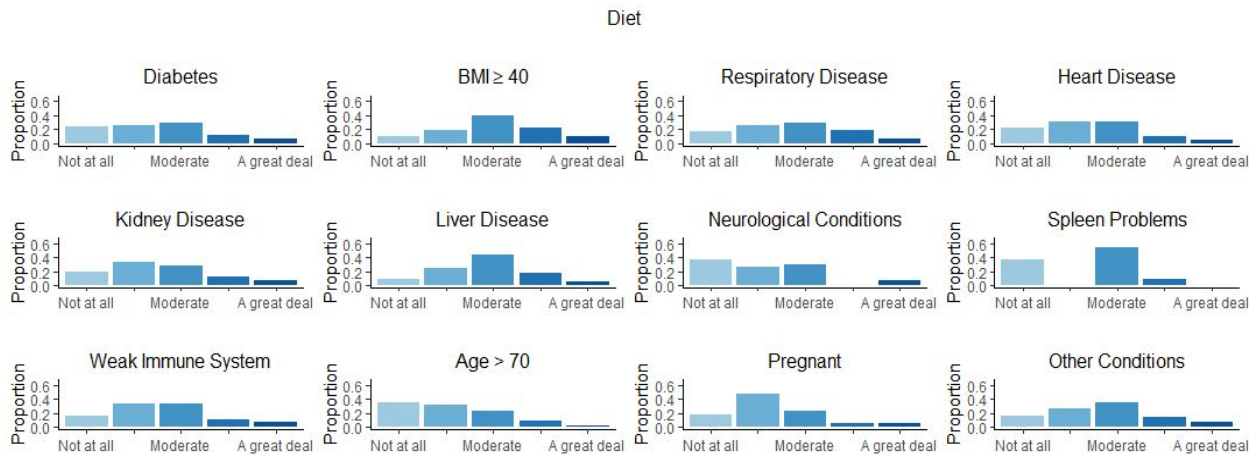 Diet
Diabetes
Proportion
0.6
0.4
0.2
0.0
Not at all Moderate A great deal
BMI ≥ 40
Proportion
0.6
0.4
0.2
0.0
Not at all Moderate A great deal
Respiratory Disease
Proportion
0.6
0.4
0.2
0.0
Not at all Moderate A great deal
Heart Disease
Proportion
0.6
0.4
0.2
0.0
Not at all Moderate A great deal
Kidney Disease
Proportion
0.6
0.4
0.2
0.0
Not at all Moderate A great deal
Liver Disease
Proportion
0.6
0.4
0.2
0.0
Not at all Moderate A great deal
Neurological Conditions
Proportion
0.6
0.4
0.2
0.0
Not at all Moderate A great deal
Spleen Problems
Proportion
0.6
0.4
0.2
0.0
Not at all Moderate A great deal
Weak Immune System
Proportion
0.6
0.4
0.2
0.0
Not at all Moderate A great deal
Age > 70
Proportion
0.6
0.4
0.2
0.0
Not at all Moderate A great deal
Pregnant
Proportion
0.6
0.4
0.2
0.0
Not at all Moderate A great deal
Other Conditions
Proportion
0.6
0.4
0.2
0.0
Not at all Moderate A great deal